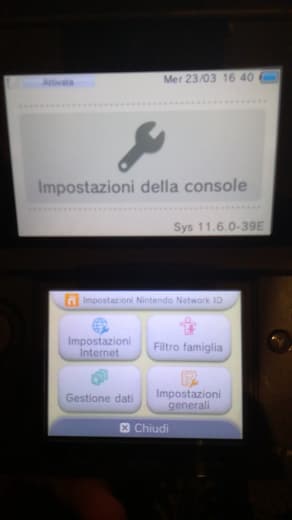 Attivata Mer 23/03 16 40
Impostazioni della console
Sys 11.6.0-39E
Impostazioni Nintendo Network ID
Impostazioni
Internet
Filtro famiglia
Gestione dati
Impostazioni
generali
X Chiudi